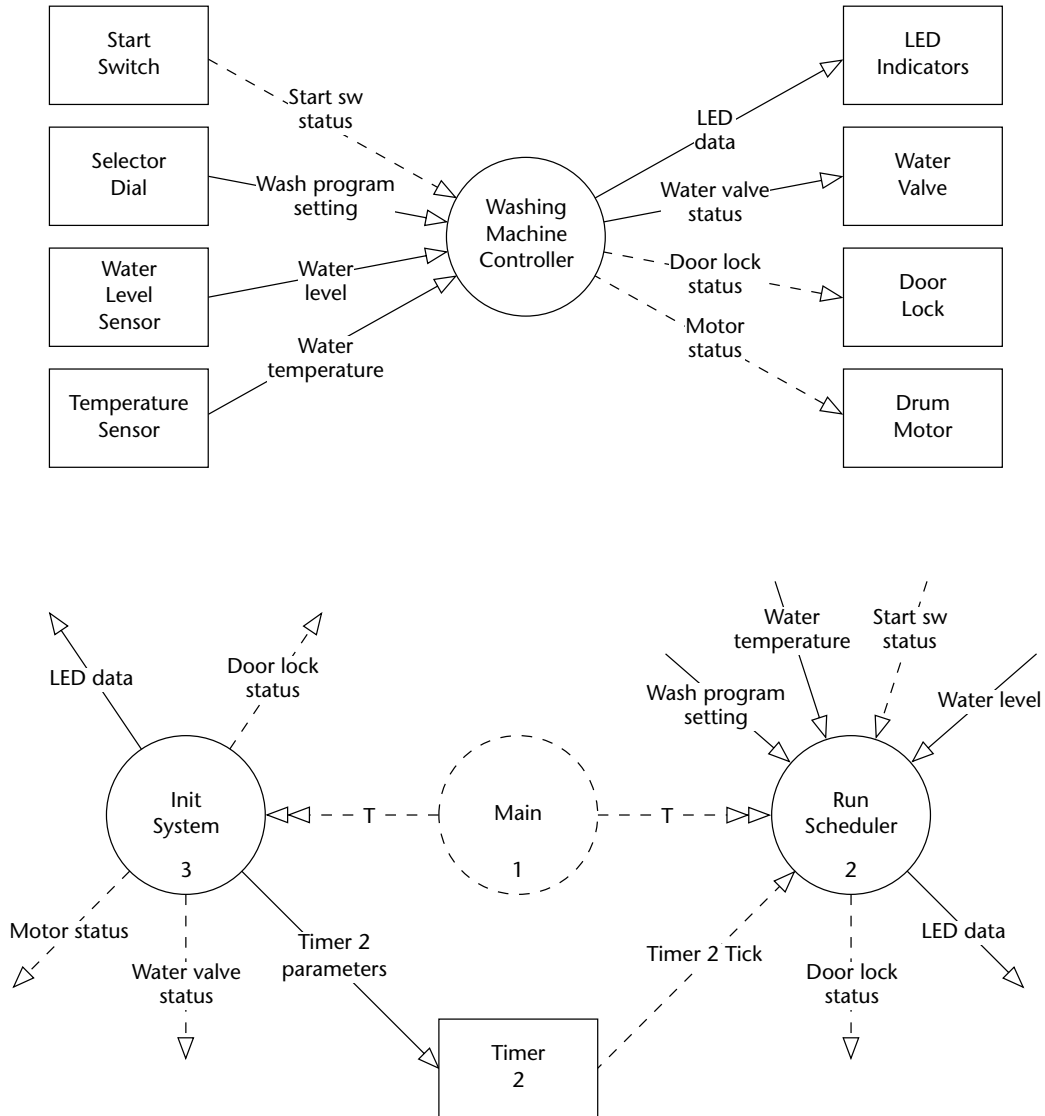 Start
Switch
Selector
Dial
Water
Level
Sensor
Temperature
Sensor
Start sw
status
Wash program
setting
Water
level
Water
temperature
Washing
Machine
Controller
LED
data
Water valve
status
Door lock
status
Motor
status
LED
Indicators
Water
Valve
Door
Lock
Drum
Motor
LED data
Door lock
status
Init
System
3
Motor status
Water valve
status
Timer 2
parameters
T
Main
1
T
Water
temperature
Start sw
status
Wash program
setting
Water level
Run
Scheduler
2
Timer 2 Tick
Door lock
status
LED data
Timer
2